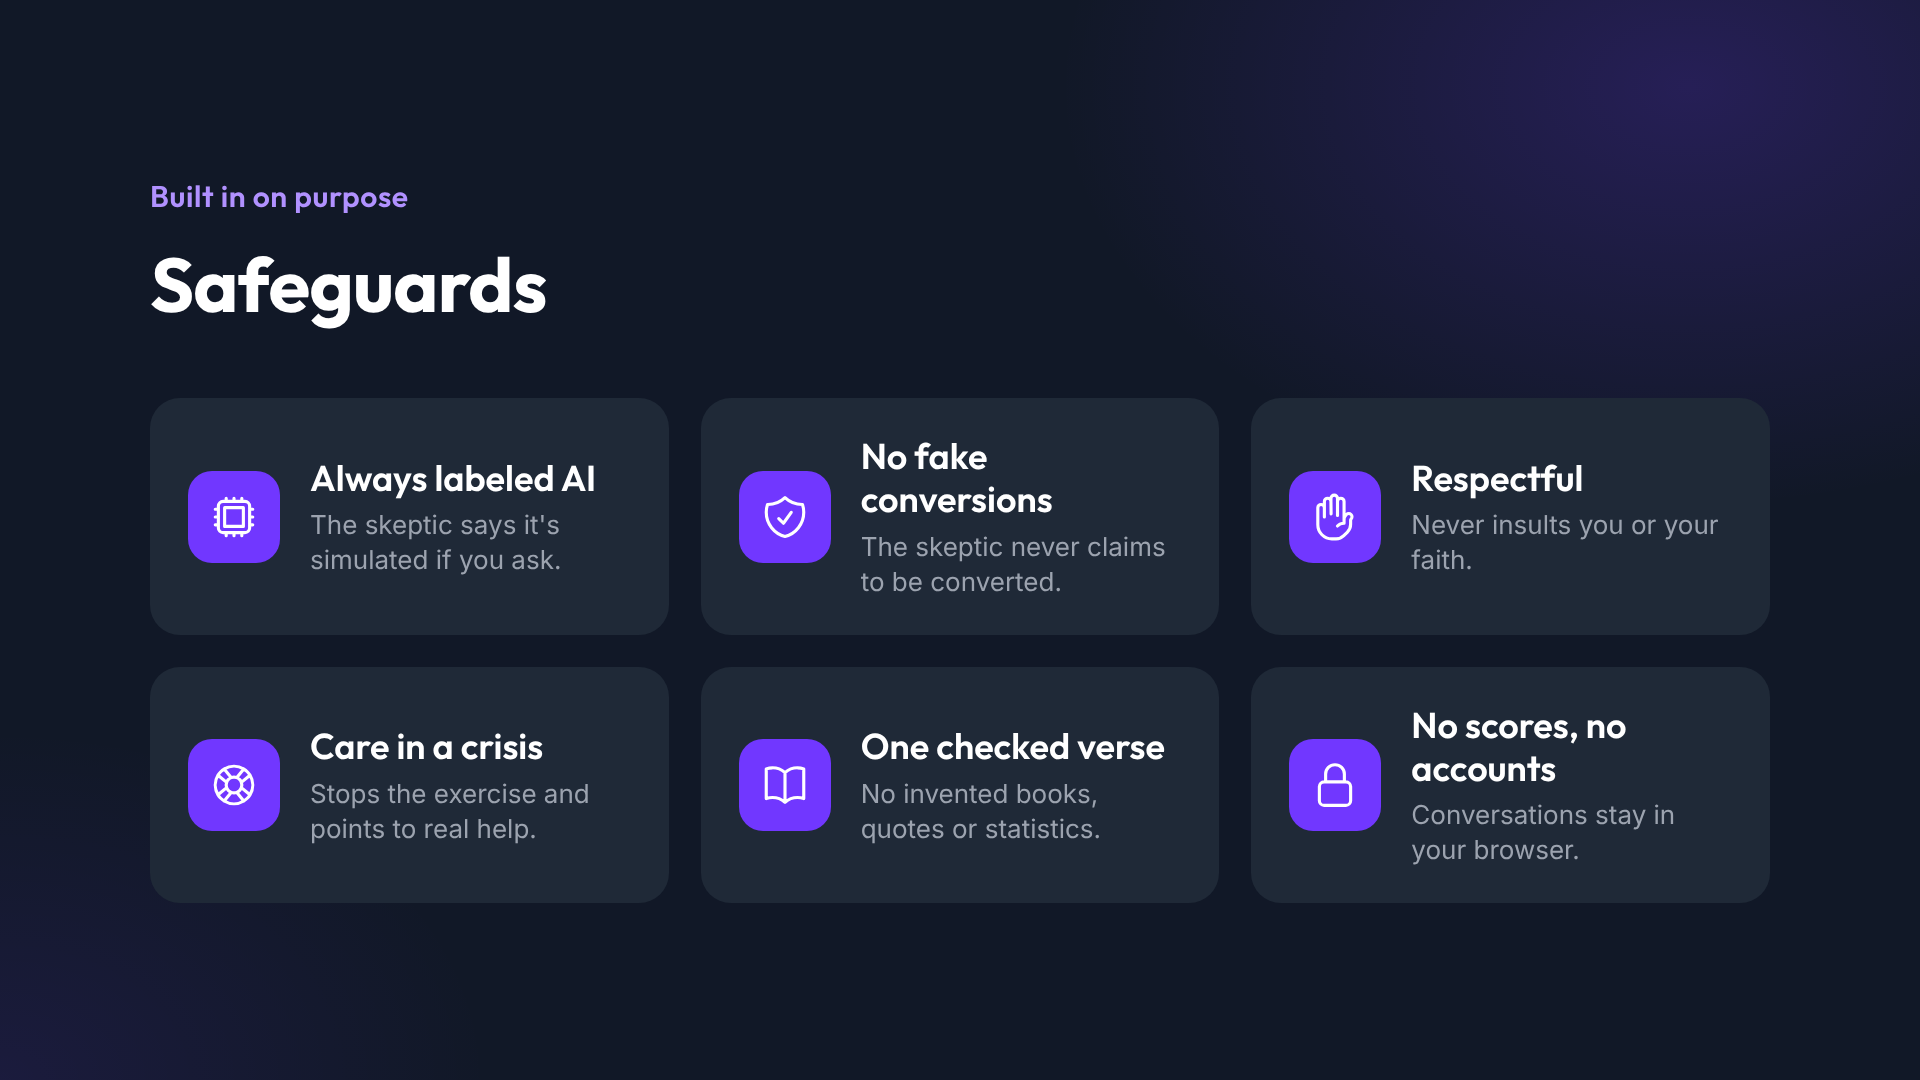 Built in on purpose
Safeguards
Always labeled AI
The skeptic says it's
simulated if you ask.
No fake
conversions
The skeptic never claims
to be converted.
Respectful
Never insults you or your
faith.
Care in a crisis
Stops the exercise and
points to real help.
One checked verse
No invented books,
quotes or statistics.
No scores, no
accounts
Conversations stay in
your browser.